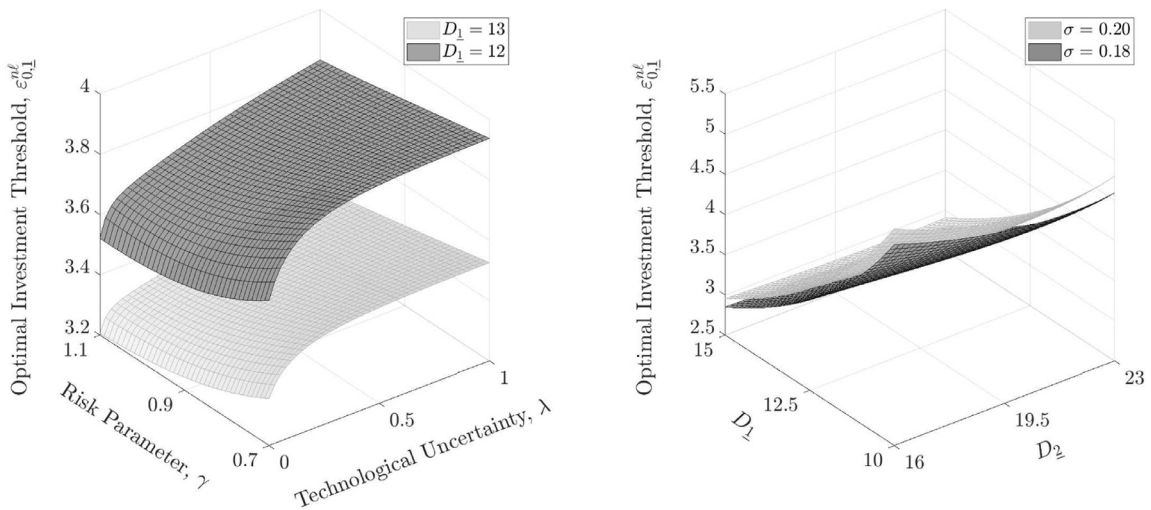 D_1 = 13
D_1 = 12
Optimal Investment Threshold, ε^{nℓ}_{0,1}
4
3.8
3.6
3.4
3.2
1.1
0.9
0.7
Risk Parameter, γ
0
0.5
1
Technological Uncertainty, λ
σ = 0.20
σ = 0.18
Optimal Investment Threshold, ε^{nℓ}_{0,1}
5.5
5
4.5
4
3.5
3
2.5
15
12.5
10
D_1
16
19.5
23
D_2